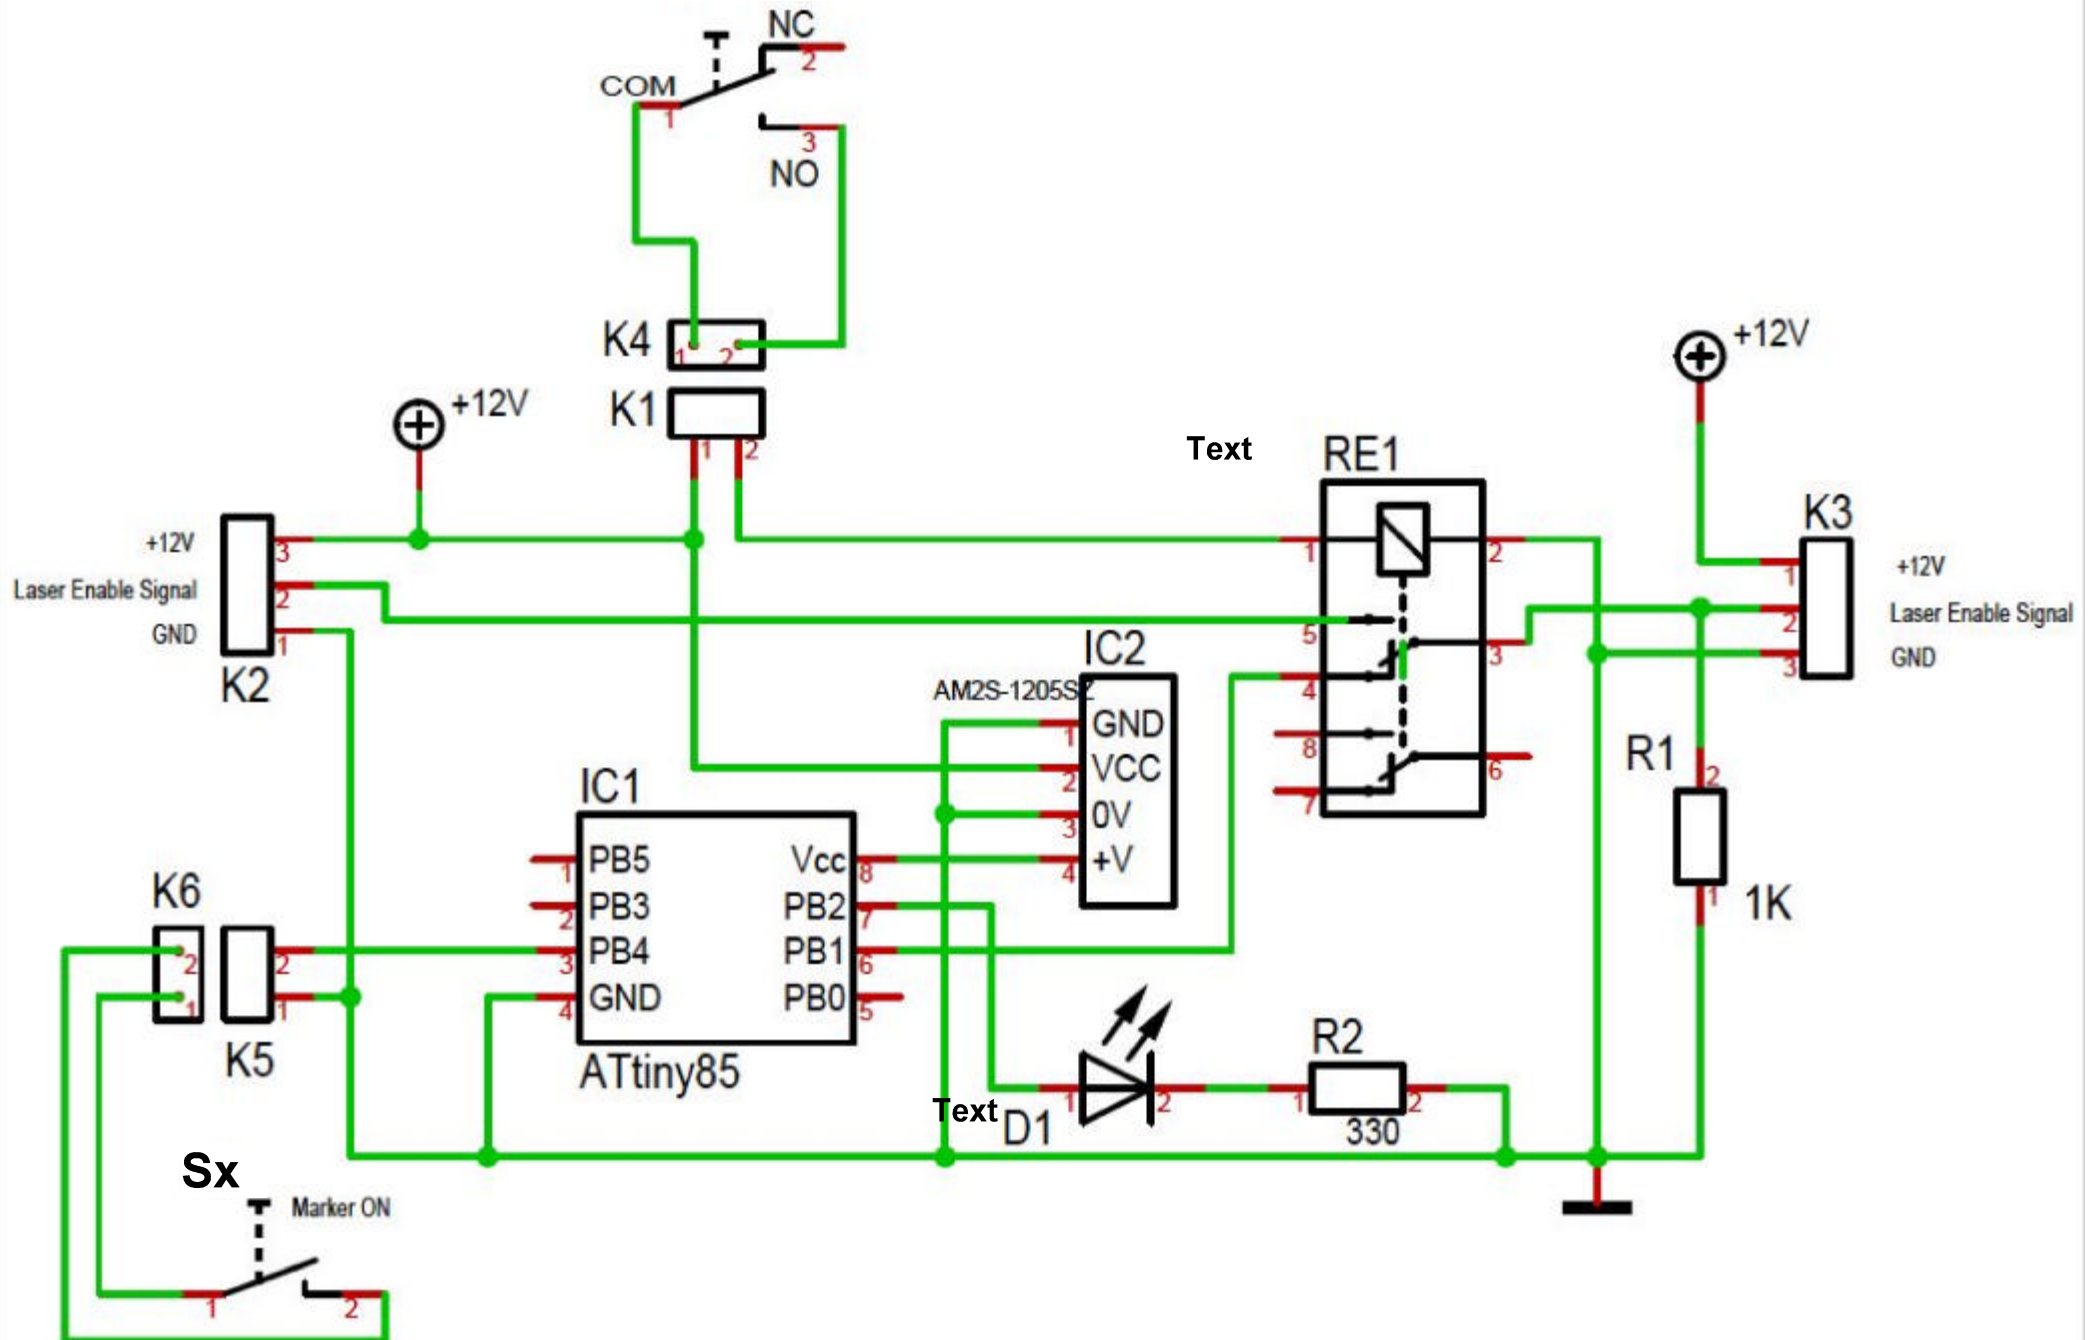 NC
2
COM
1
3
NO
K4
1 2
K1
1 2
+12V
+12V
Text
RE1
K3
+12V
3
Laser Enable Signal
2
GND
1
K2
1
2
5
3
4
8
6
7
+12V
1
Laser Enable Signal
2
GND
3
IC2
AM2S-1205SZ
GND
1
VCC
2
0V
3
+V
4
R1
2
1
1K
IC1
PB5
1
Vcc
8
PB3
2
PB2
7
PB4
3
PB1
6
GND
4
PB0
5
ATtiny85
K6
2
1
2
1
K5
Text
D1
1
2
R2
1
2
330
Sx
Marker ON
1
2